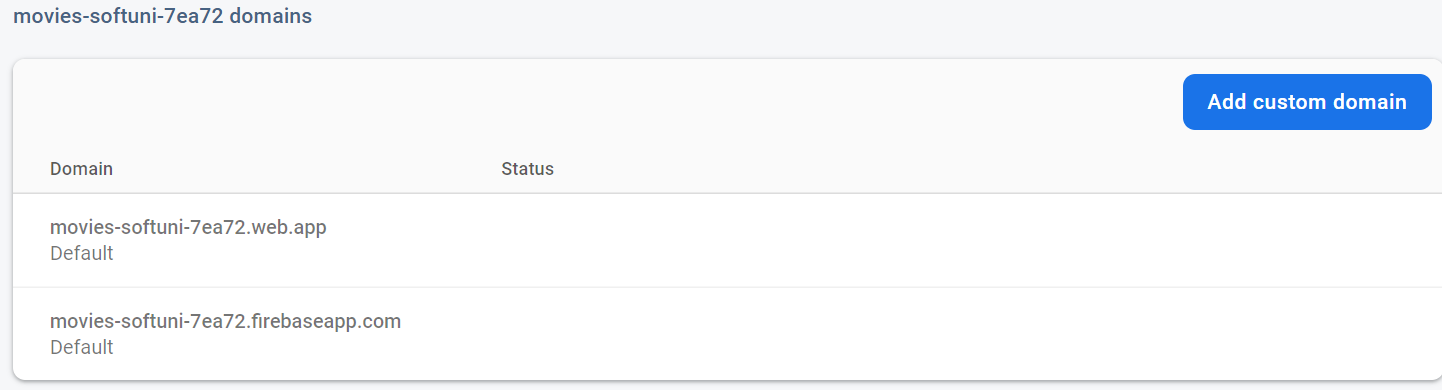 movies-softuni-7ea72 domains
Add custom domain
Domain Status
movies-softuni-7ea72.web.app
Default
movies-softuni-7ea72.firebaseapp.com
Default